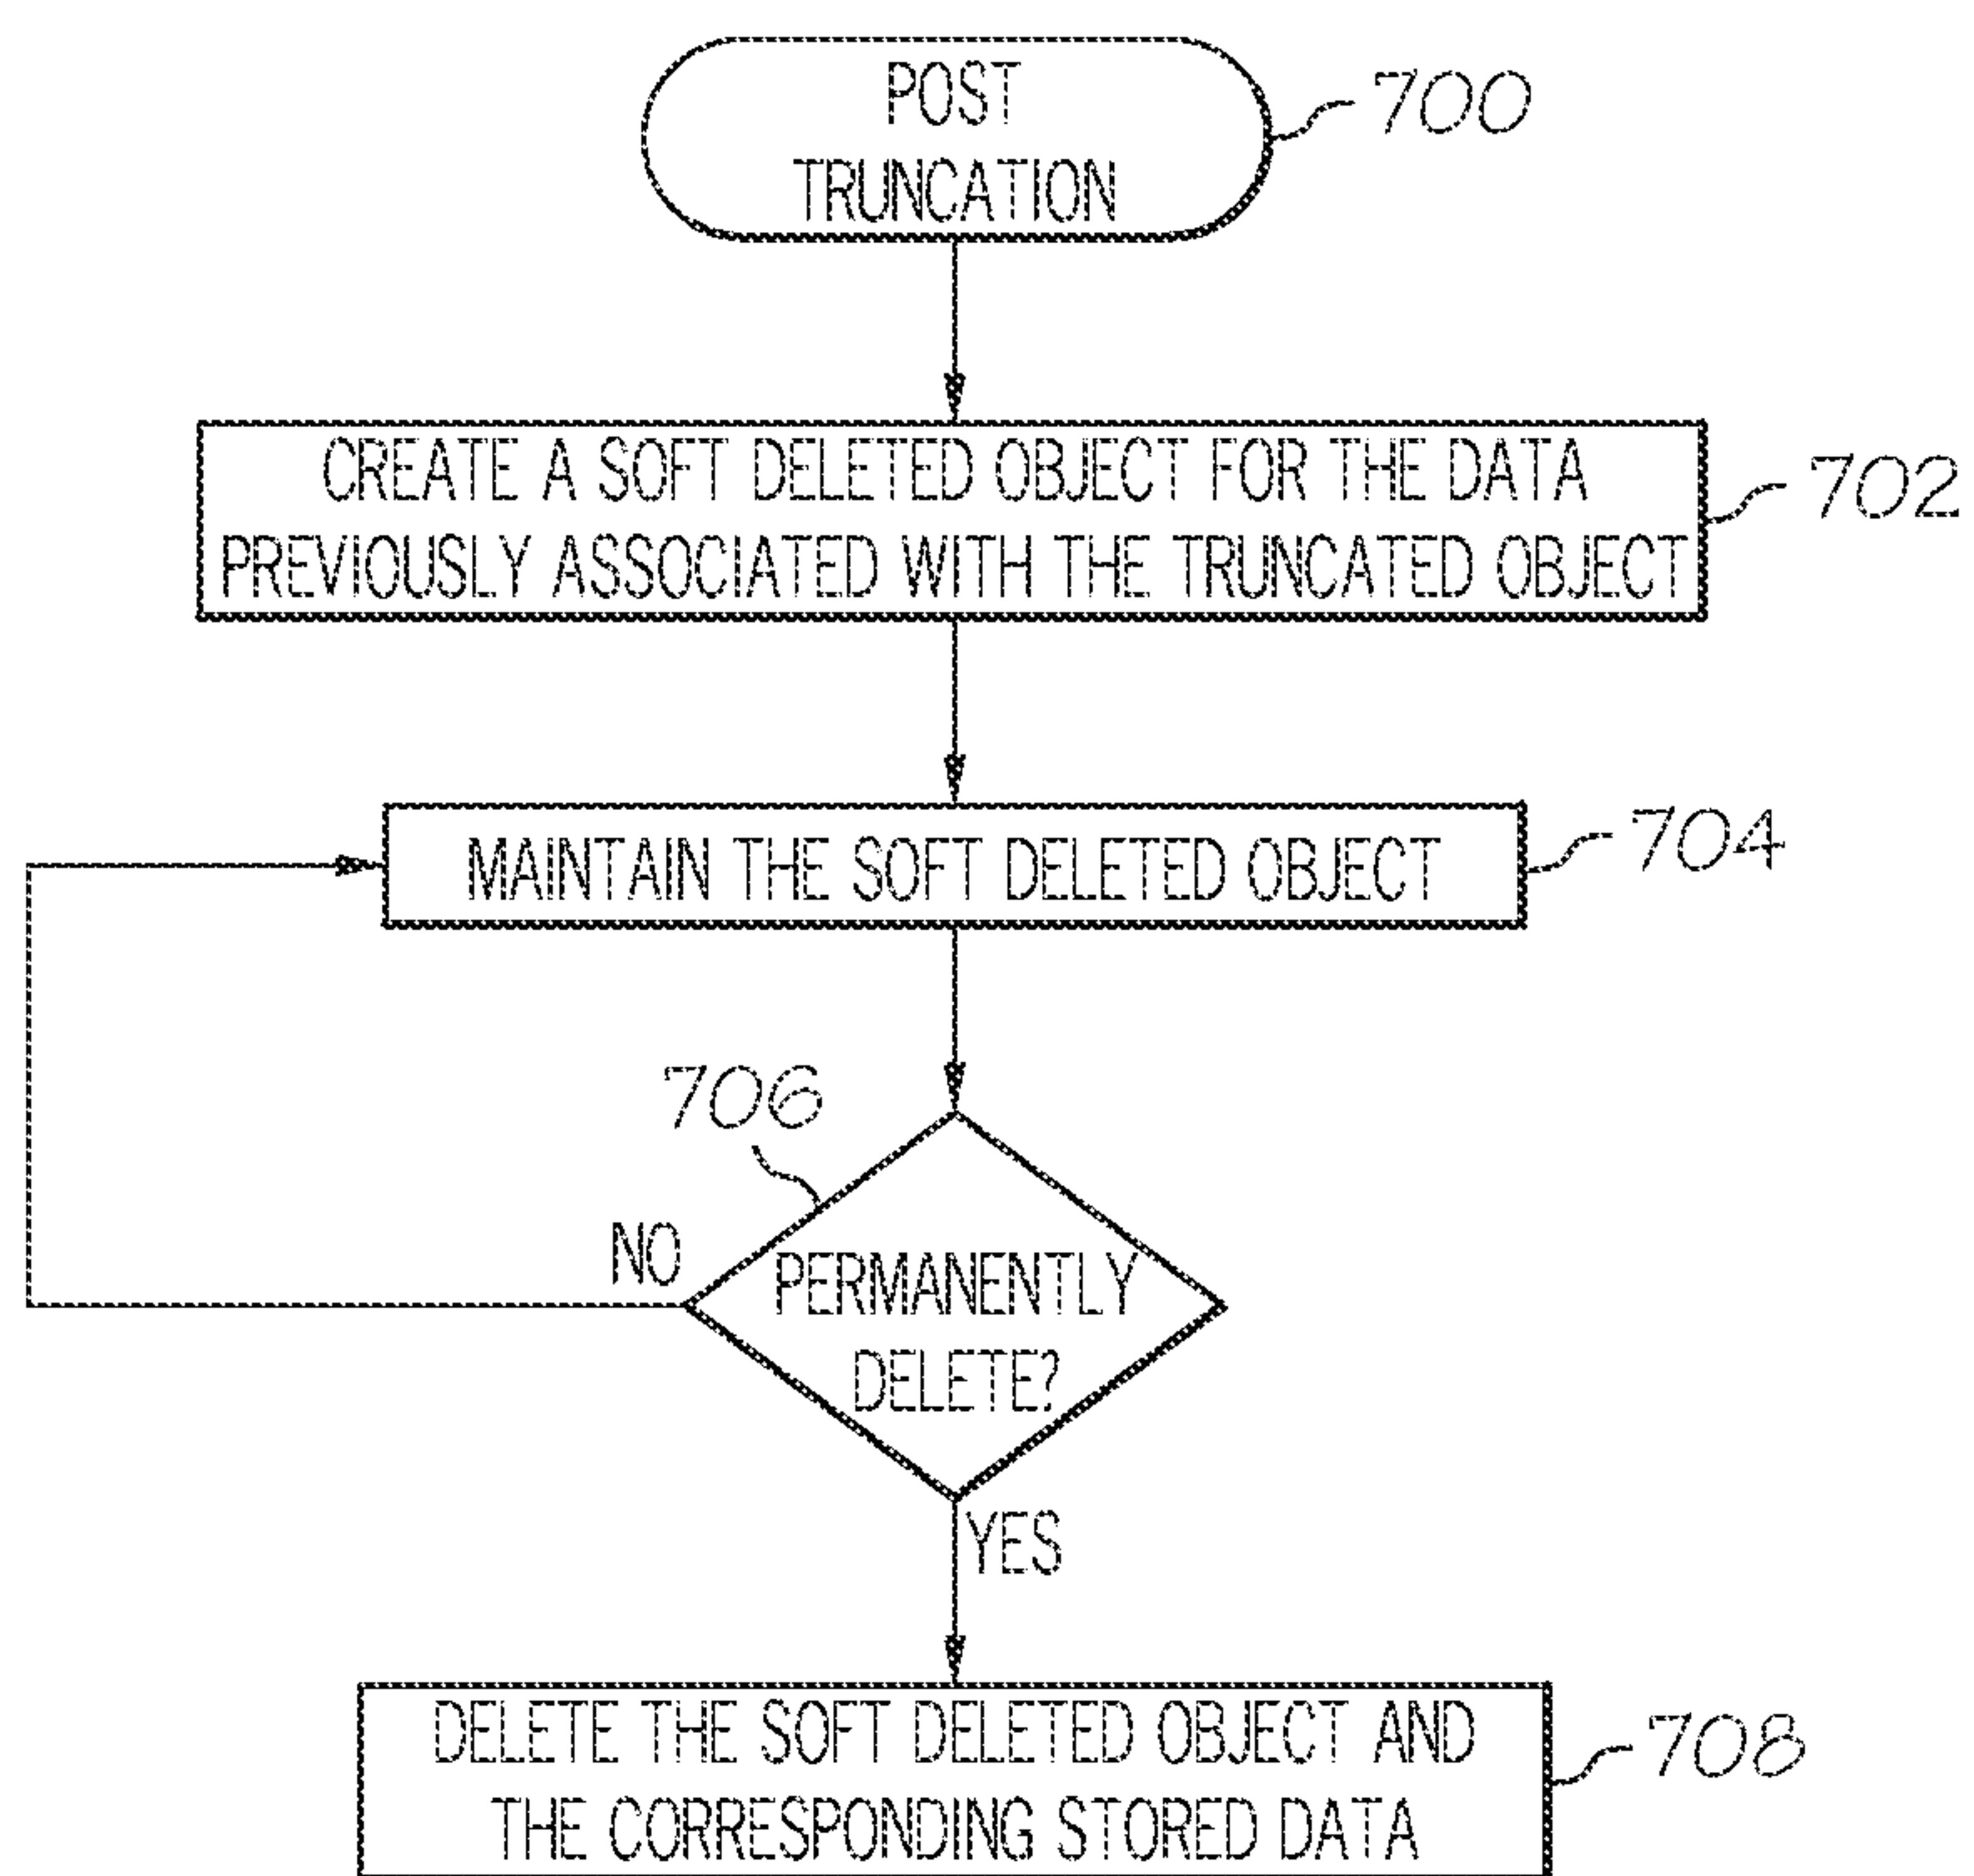 POST
TRUNCATION
700
CREATE A SOFT DELETED OBJECT FOR THE DATA
PREVIOUSLY ASSOCIATED WITH THE TRUNCATED OBJECT
702
MAINTAIN THE SOFT DELETED OBJECT
704
706
NO
PERMANENTLY
DELETE?
YES
DELETE THE SOFT DELETED OBJECT AND
THE CORRESPONDING STORED DATA
708